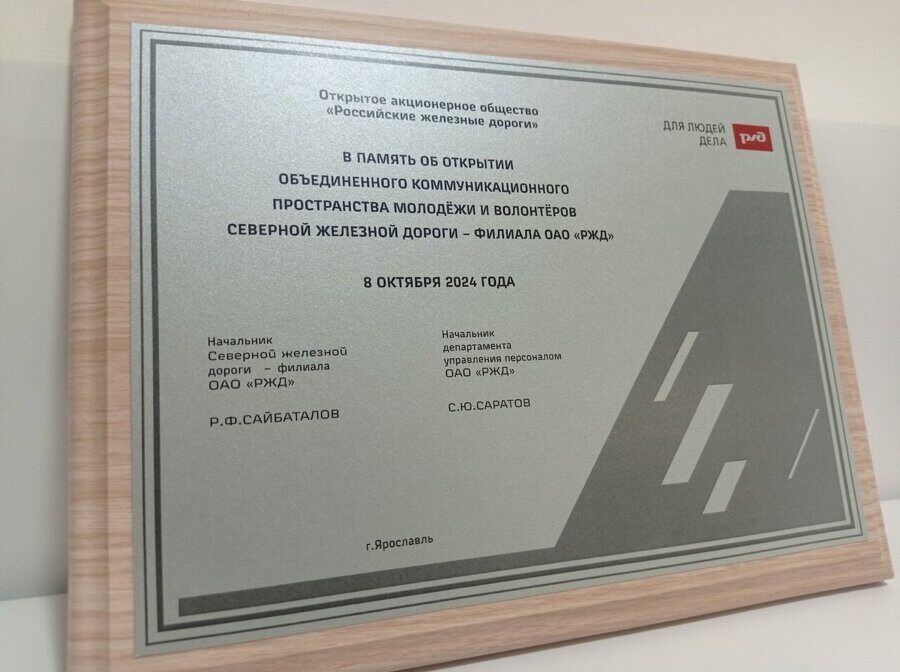 Открытое акционерное общество
«Российские железные дороги»
ДЛЯ ЛЮДЕЙ
ДЕЛА
ржд
В ПАМЯТЬ ОБ ОТКРЫТИИ
ОБЪЕДИНЕННОГО КОММУНИКАЦИОННОГО
ПРОСТРАНСТВА МОЛОДЁЖИ И ВОЛОНТЁРОВ
СЕВЕРНОЙ ЖЕЛЕЗНОЙ ДОРОГИ – ФИЛИАЛА ОАО «РЖД»
8 ОКТЯБРЯ 2024 ГОДА
Начальник
Северной железной
дороги – филиала
ОАО «РЖД»
Р.Ф.САЙБАТАЛОВ
Начальник
департамента
управления персоналом
ОАО «РЖД»
С.Ю.САРАТОВ
г.Ярославль